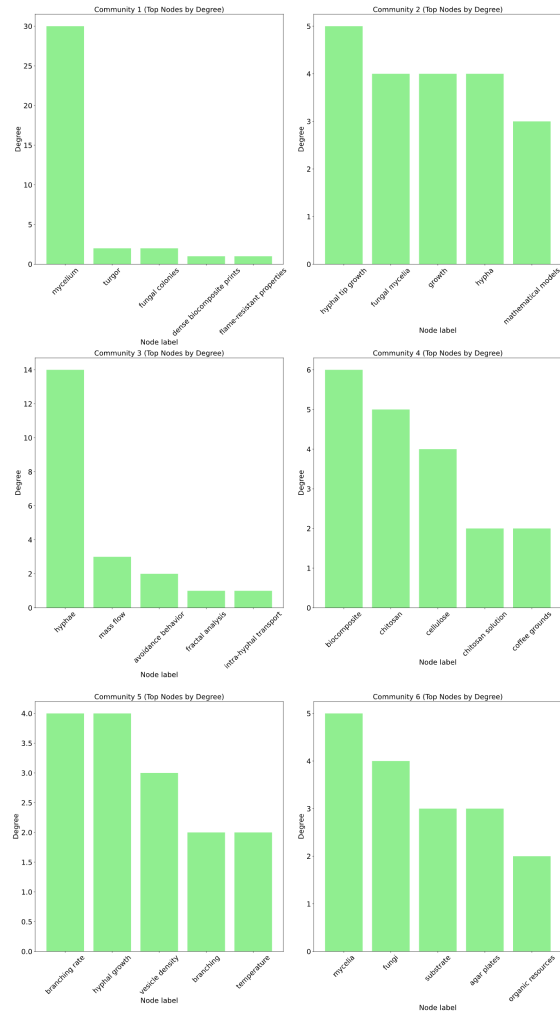 Community 1 (Top Nodes by Degree)
30
25
20
15
10
5
0
Degree
mycelium
turgor
fungal colonies
dense biocomposite prints
flame-resistant properties
Node label
Community 2 (Top Nodes by Degree)
5
4
3
2
1
0
Degree
hyphal tip growth
fungal mycelia
growth
hypha
mathematical models
Node label
Community 3 (Top Nodes by Degree)
14
12
10
8
6
4
2
0
Degree
hyphae
mass flow
avoidance behavior
fractal analysis
intra-hyphal transport
Node label
Community 4 (Top Nodes by Degree)
6
5
4
3
2
1
0
Degree
biocomposite
chitosan
cellulose
chitosan solution
coffee grounds
Node label
Community 5 (Top Nodes by Degree)
4.0
3.5
3.0
2.5
2.0
1.5
1.0
0.5
0.0
Degree
branching rate
hyphal growth
vesicle density
branching
temperature
Node label
Community 6 (Top Nodes by Degree)
5
4
3
2
1
0
Degree
mycelia
fungi
substrate
agar plates
organic resources
Node label